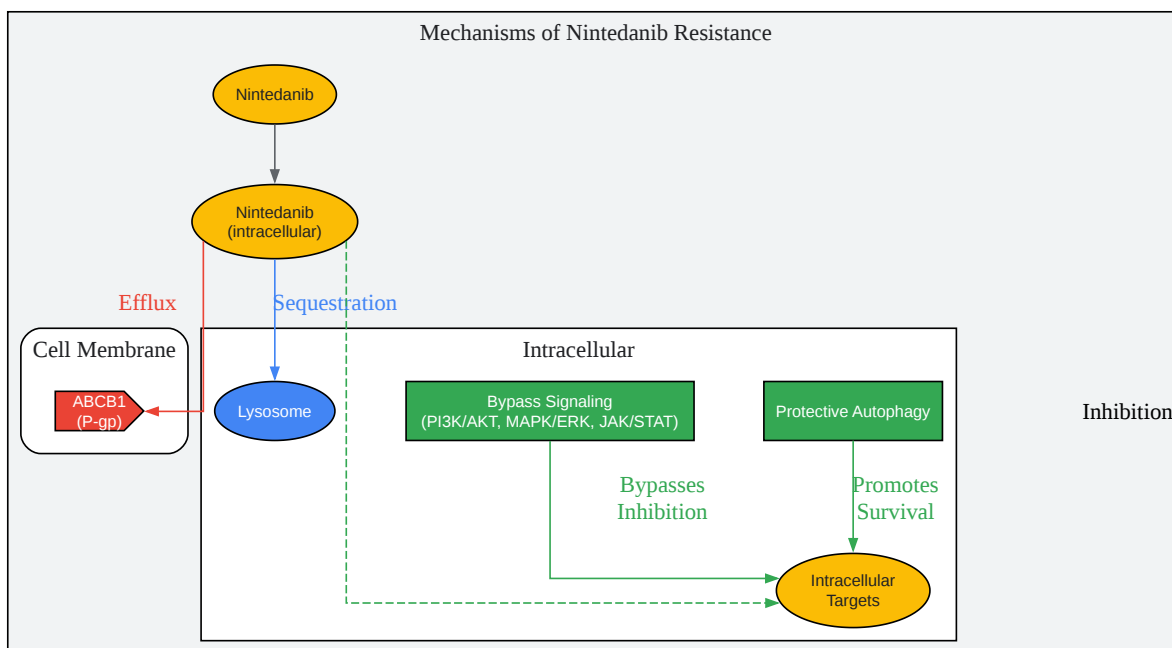 Mechanisms of Nintedanib Resistance
Nintedanib
Nintedanib
(intracellular)
Efflux
Sequestration
Cell Membrane
Intracellular
ABCB1
(P-gp)
Lysosome
Bypass Signaling
(PI3K/AKT, MAPK/ERK, JAK/STAT)
Protective Autophagy
Inhibition
Bypasses
Inhibition
Promotes
Survival
Intracellular
Targets